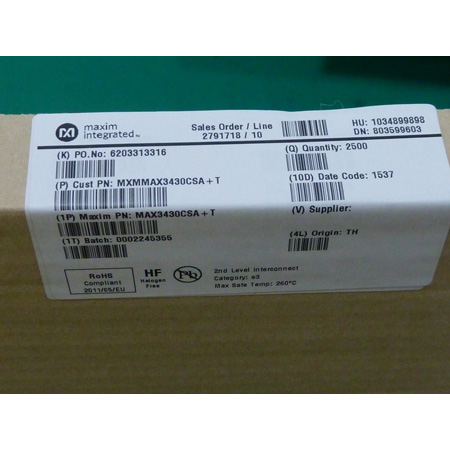 maxim integrated™
Sales Order / Line
2791718 / 10
HU: 1034899898
DN: 803599603
(K) PO.No: 6203313316
(Q) Quantity: 2500
(P) Cust PN: MXMMAX3430CSA+T
(10D) Date Code: 1537
(1P) Maxim PN: MAX3430CSA+T
(V) Supplier:
(1T) Batch: 0002245355
(4L) Origin: TH
RoHS
Compliant
2011/65/EU
HF
Halogen
Free
Pb
2nd Level Interconnect
Category: e3
Max Safe Temp: 260°C